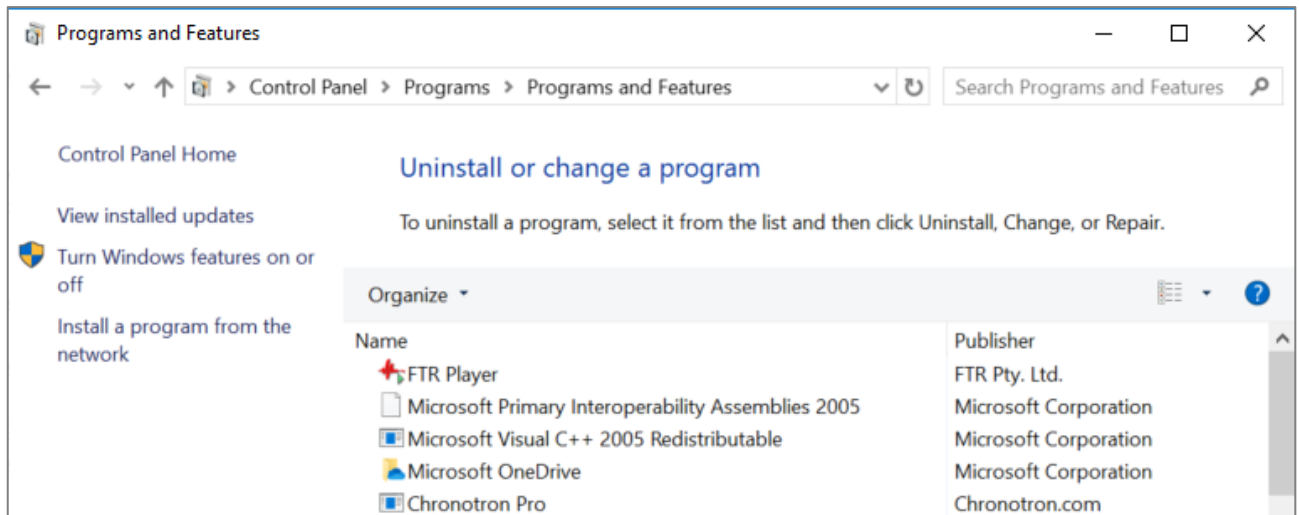 Programs and Features
Control Panel > Programs > Programs and Features
Search Programs and Features
Control Panel Home
View installed updates
Turn Windows features on or
off
Install a program from the
network
Uninstall or change a program
To uninstall a program, select it from the list and then click Uninstall, Change, or Repair.
Organize
Name Publisher
FTR Player FTR Pty. Ltd.
Microsoft Primary Interoperability Assemblies 2005 Microsoft Corporation
Microsoft Visual C++ 2005 Redistributable Microsoft Corporation
Microsoft OneDrive Microsoft Corporation
Chronotron Pro Chronotron.com